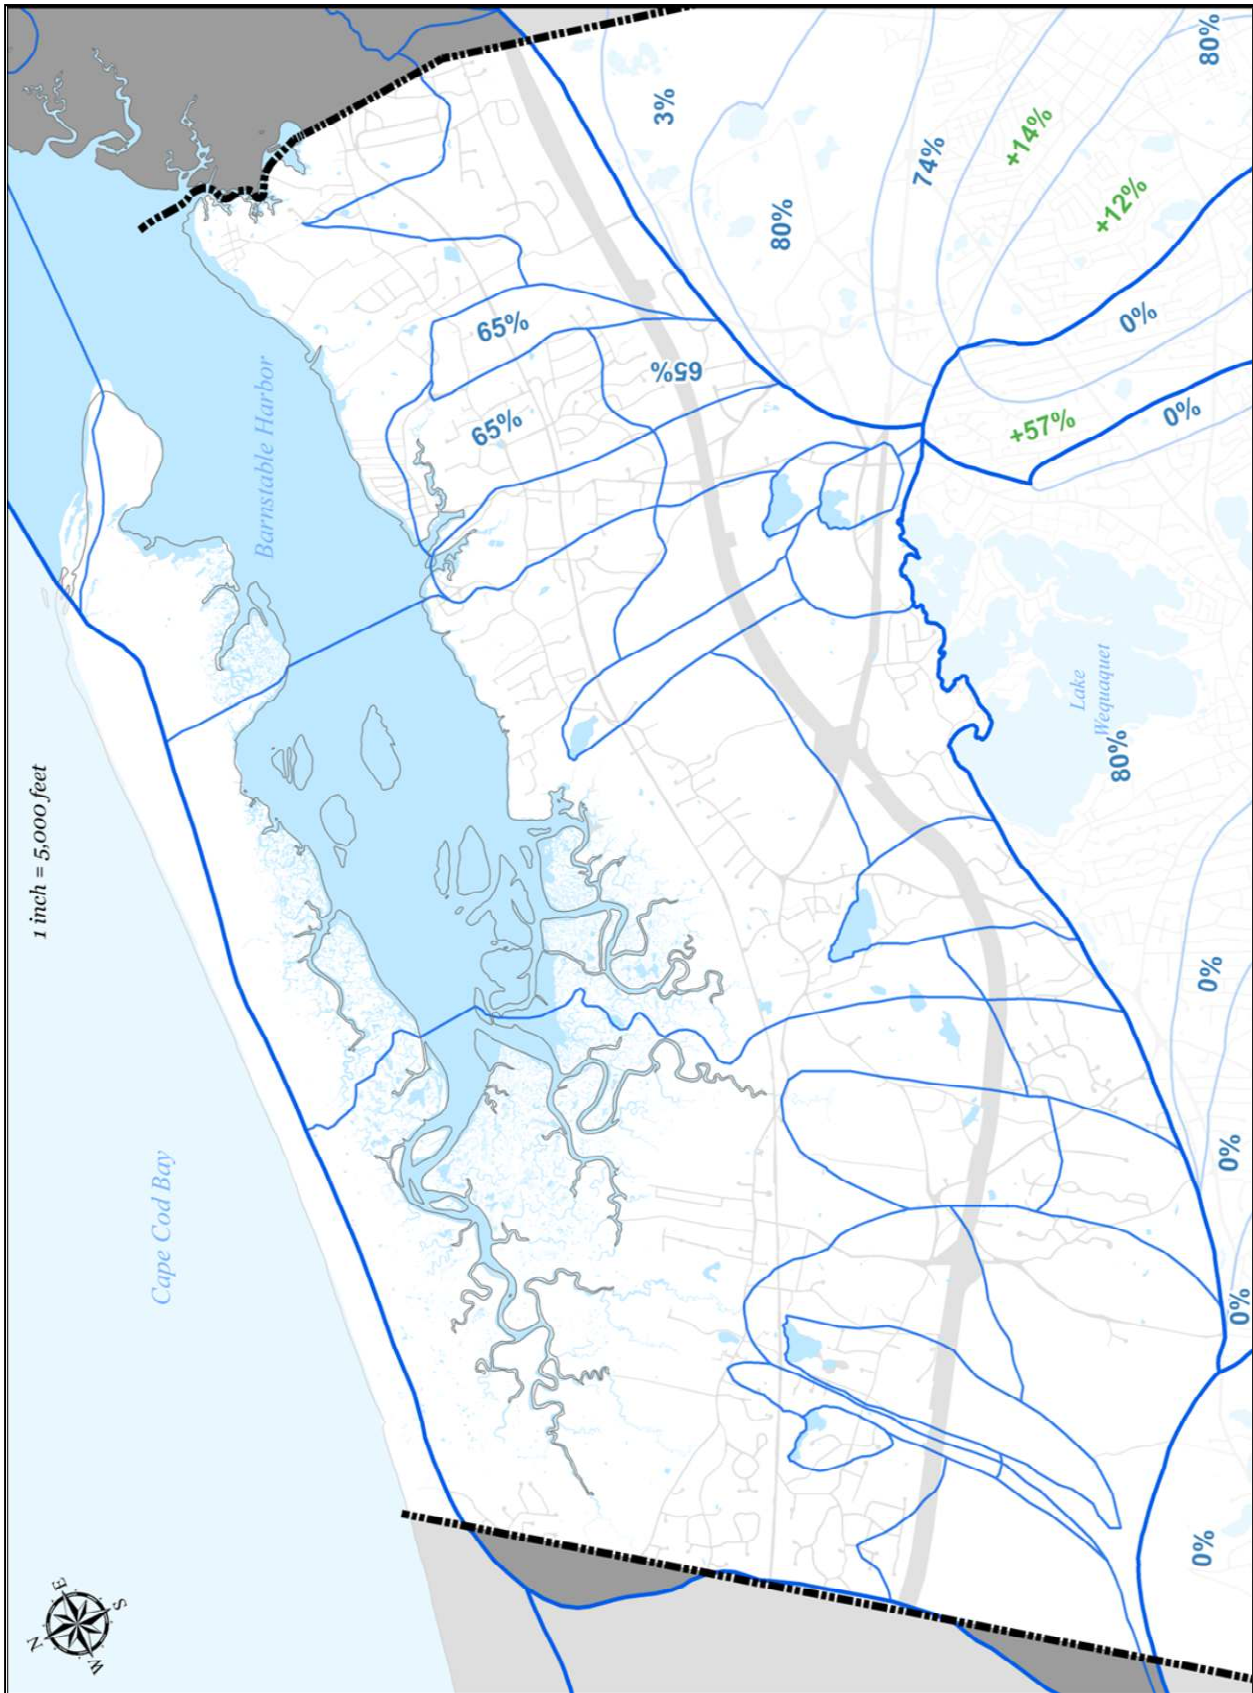 80%
3%
+14%
74%
+12%
80%
0%
65%
65%
Barnstable Harbor
65%
+57%
0%
Lake
Wequaquet
80%
1 inch = 5,000 feet
0%
0%
Cape Cod Bay
0%
0%
N
E
S
W